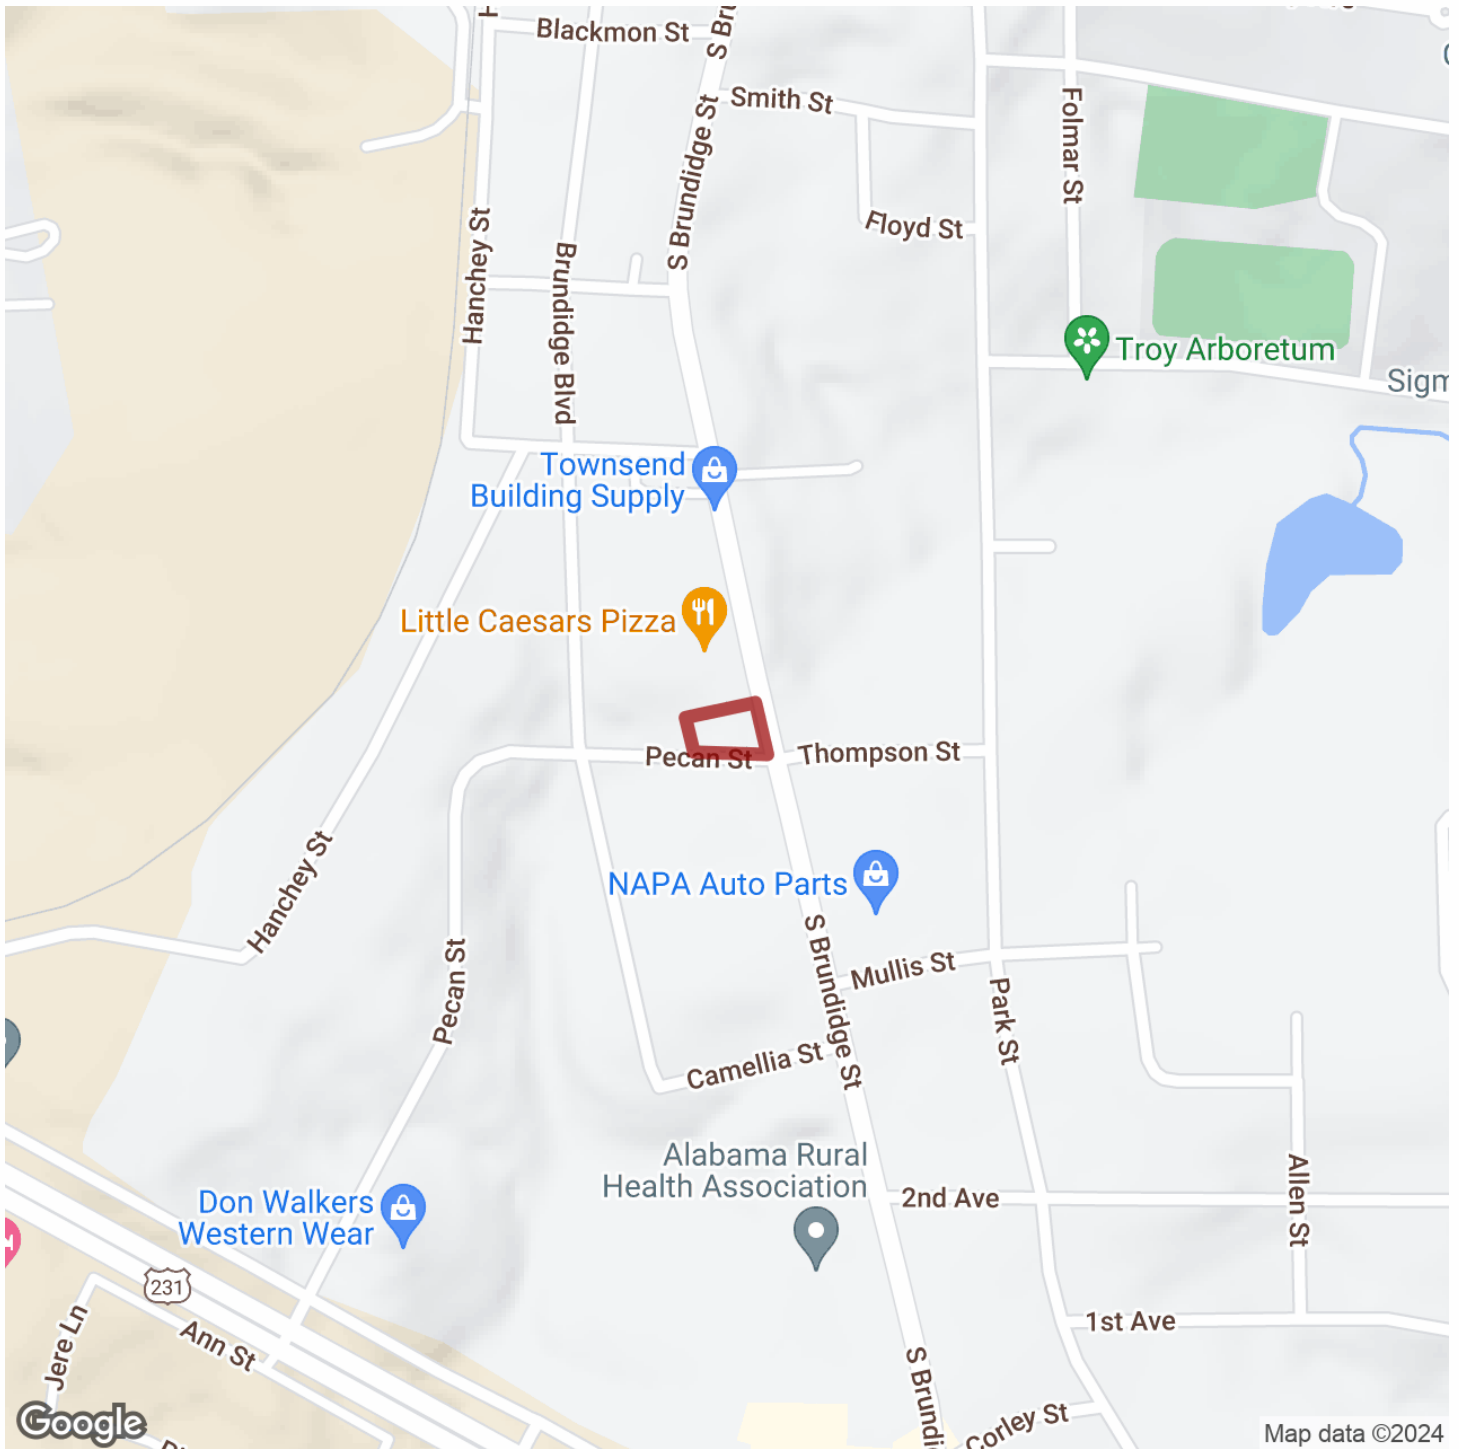 Blackmon St
S Bru
H
Smith St
Folmar St
S Brundidge St
Hanchey St
Floyd St
Brundidge Blvd
Troy Arboretum
Sigm
Townsend
Building Supply
Little Caesars Pizza
Pecan St
Thompson St
Hanchey St
NAPA Auto Parts
S Brundidge St
Pecan St
Mullis St
Park St
Camellia St
Alabama Rural
Health Association
2nd Ave
Allen St
Don Walkers
Western Wear
231
Jere Ln
Ann St
1st Ave
S Brundi
Corley St
Google
Map data ©2024